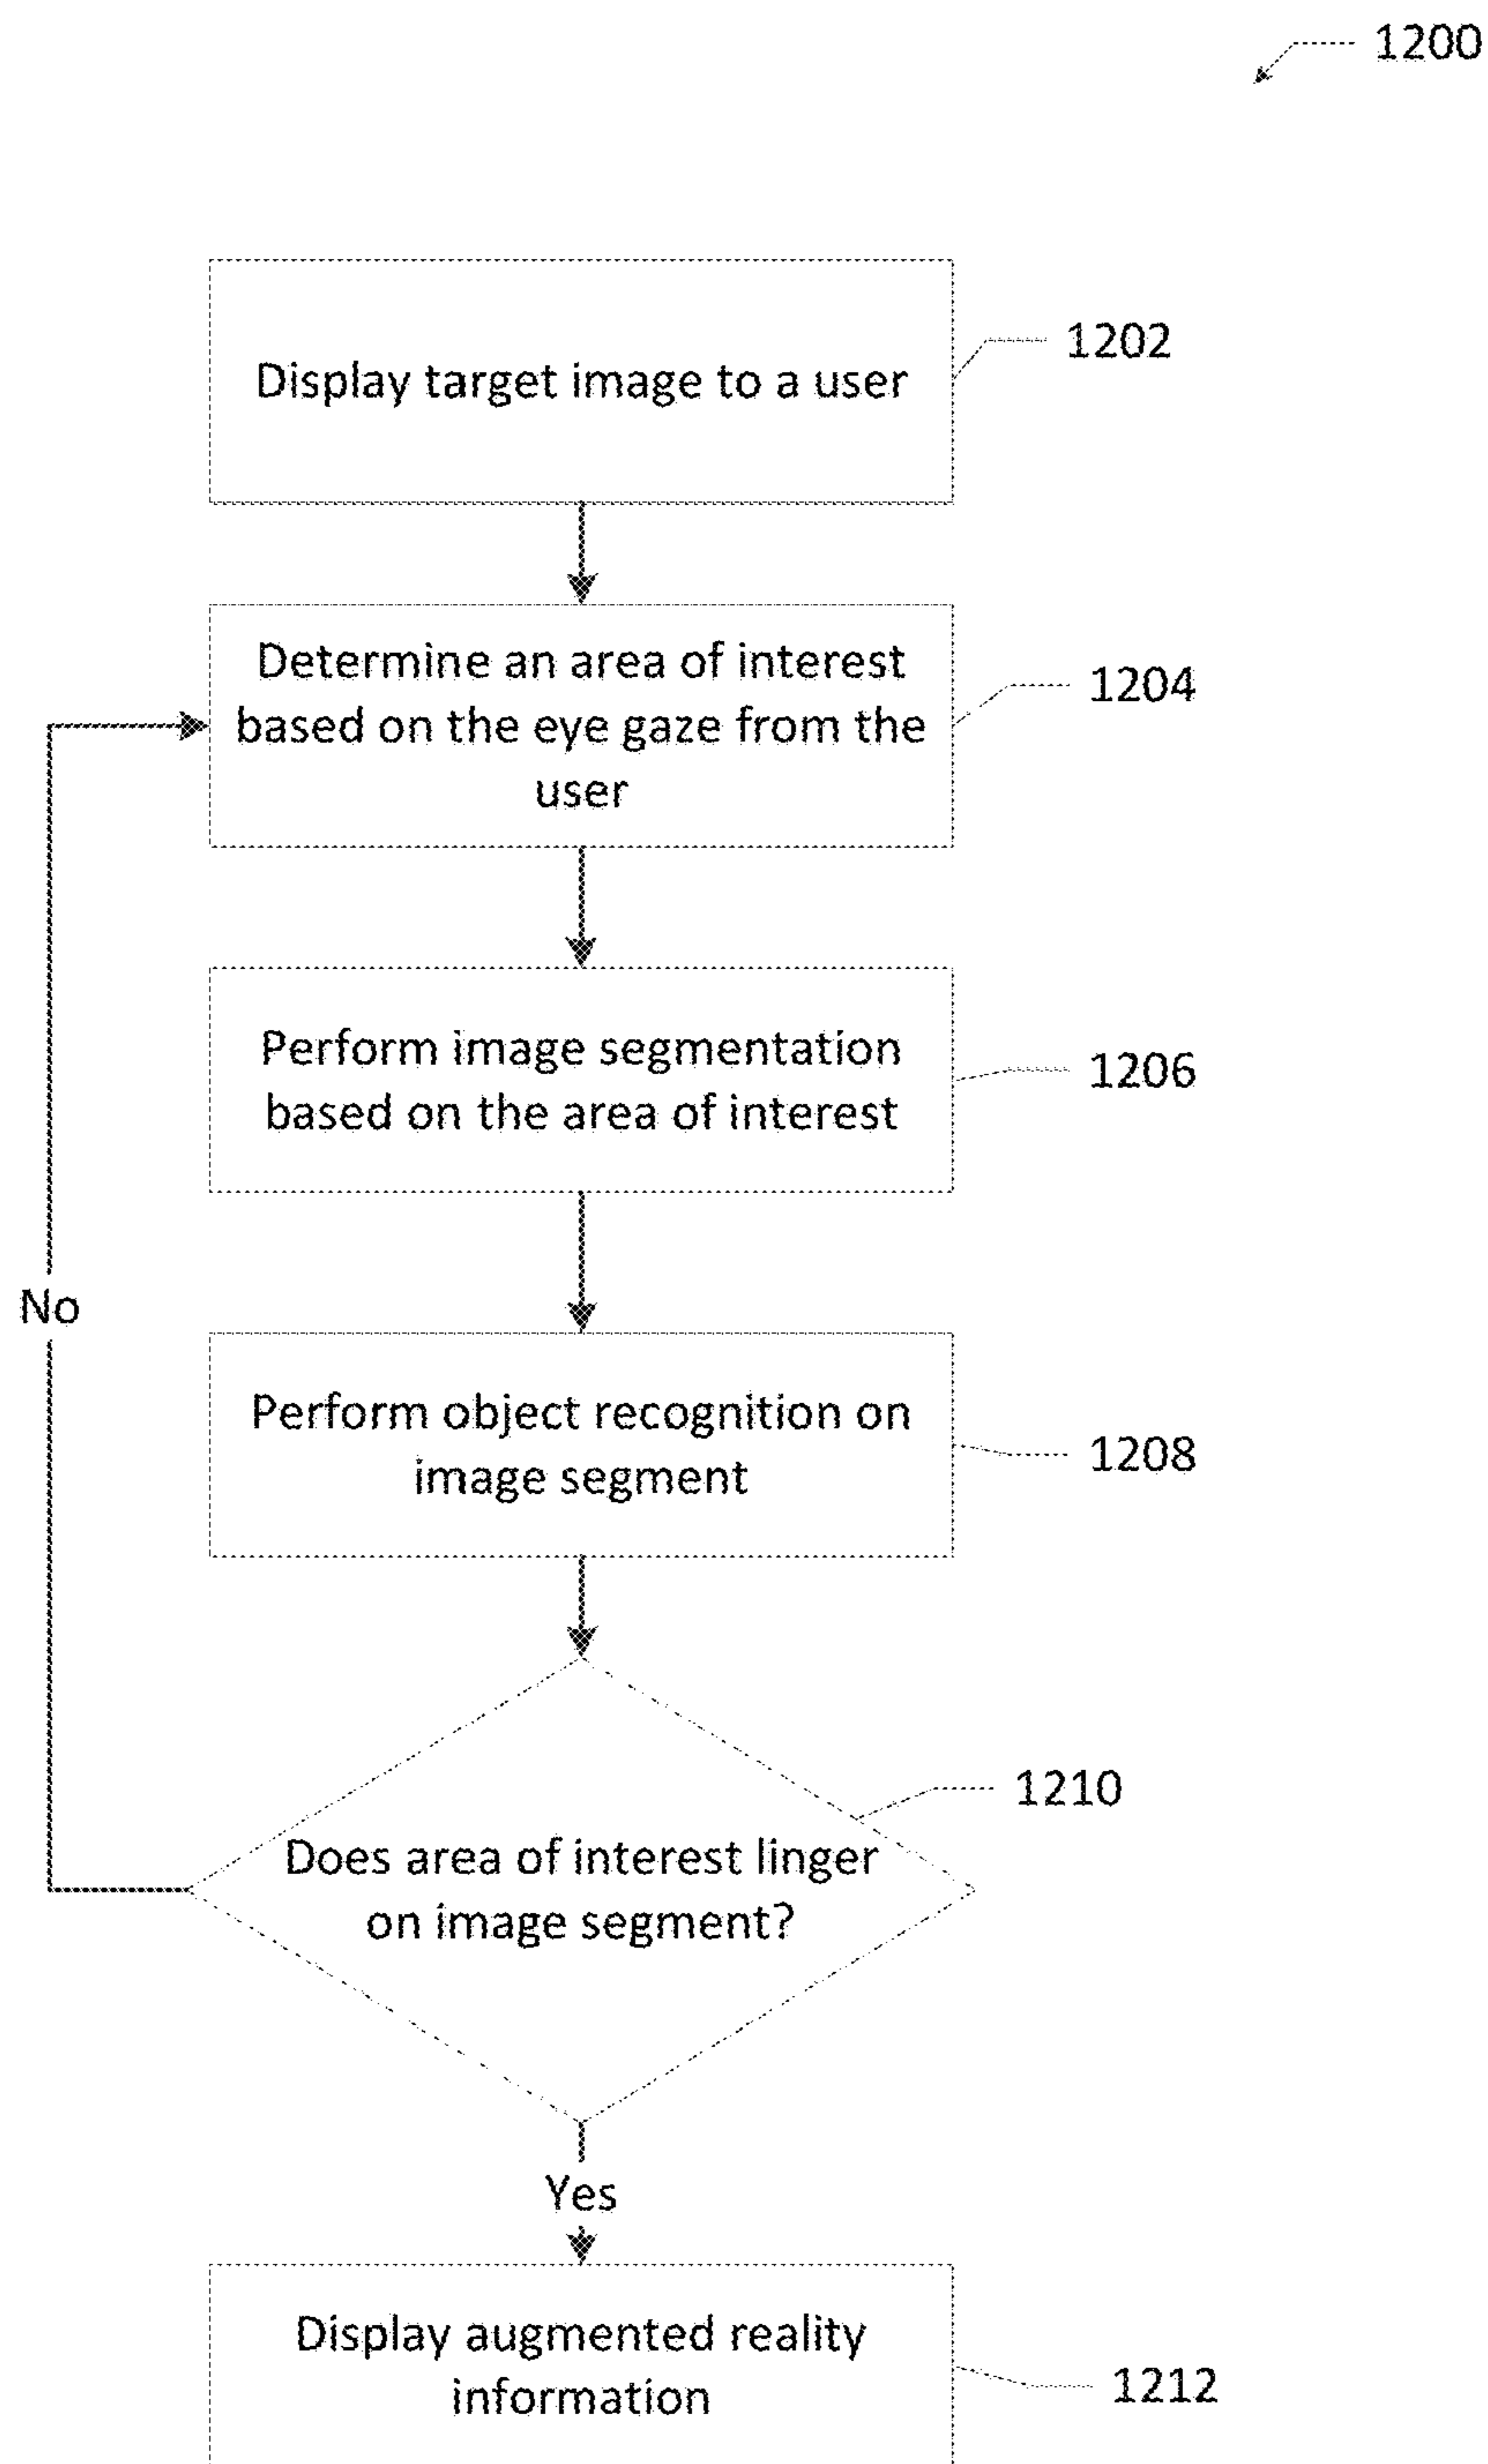 1200
Display target image to a user
1202
Determine an area of interest
based on the eye gaze from the
user
1204
Perform image segmentation
based on the area of interest
1206
No
Perform object recognition on
image segment
1208
Does area of interest linger
on image segment?
1210
Yes
Display augmented reality
information
1212